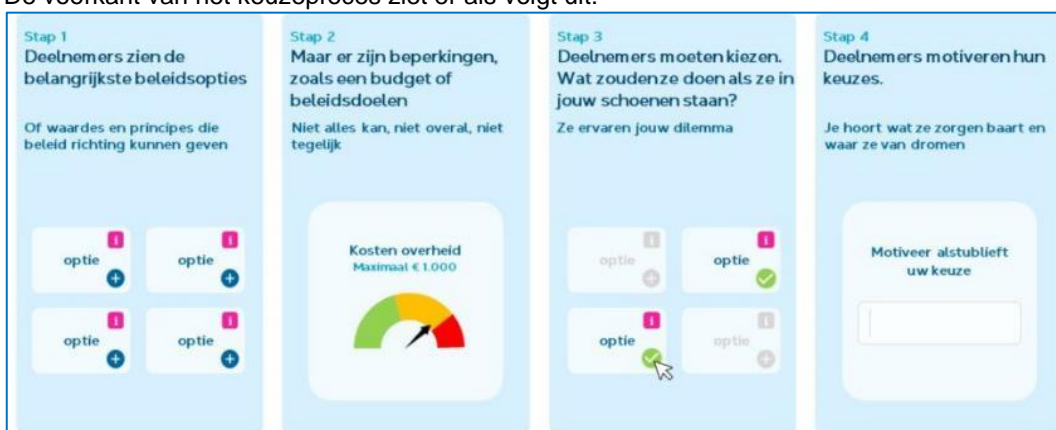 De voorkant van het keuzeproces ziet er als volgt uit:
Stap 1
Deelnemers zien de
belangrijkste beleidsopties
Of waardes en principes die
beleid richting kunnen geven
i
optie
+
i
optie
+
i
optie
+
i
optie
+
Stap 2
Maar er zijn beperkingen,
zoals een budget of
beleidsdoelen
Niet alles kan, niet overal, niet
tegelijk
Kosten overheid
Maximaal € 1.000
Stap 3
Deelnemers moeten kiezen.
Wat zoudenze doen als ze in
jouw schoenen staan?
Ze ervaren jouw dilemma
i
optie
+
i
optie
i
optie
i
optie
+
Stap 4
Deelnemers motiveren hun
keuzes.
Je hoort wat ze zorgen baart en
waar ze van dromen
Motiveer alstublieft
uw keuze